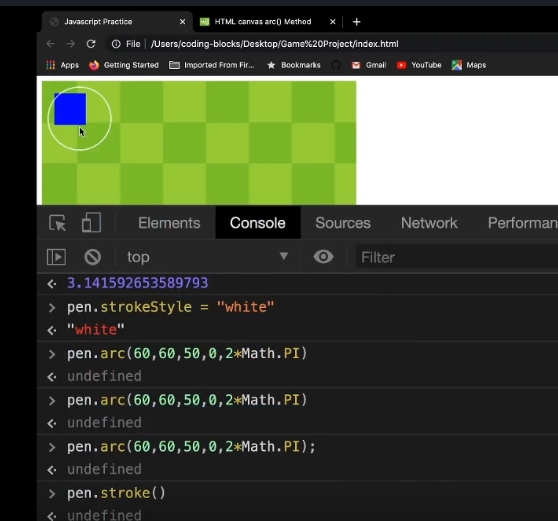 Javascript Practice
HTML canvas arc() Method
File /Users/coding-blocks/Desktop/Game%20Project/index.html
Apps Getting Started Imported From Fir... Bookmarks Gmail YouTube Maps
Elements Console Sources Network Performan
top Filter
3.141592653589793
pen.strokeStyle = "white"
"white"
pen.arc(60,60,50,0,2*Math.PI)
undefined
pen.arc(60,60,50,0,2*Math.PI)
undefined
pen.arc(60,60,50,0,2*Math.PI);
undefined
pen.stroke()
undefined